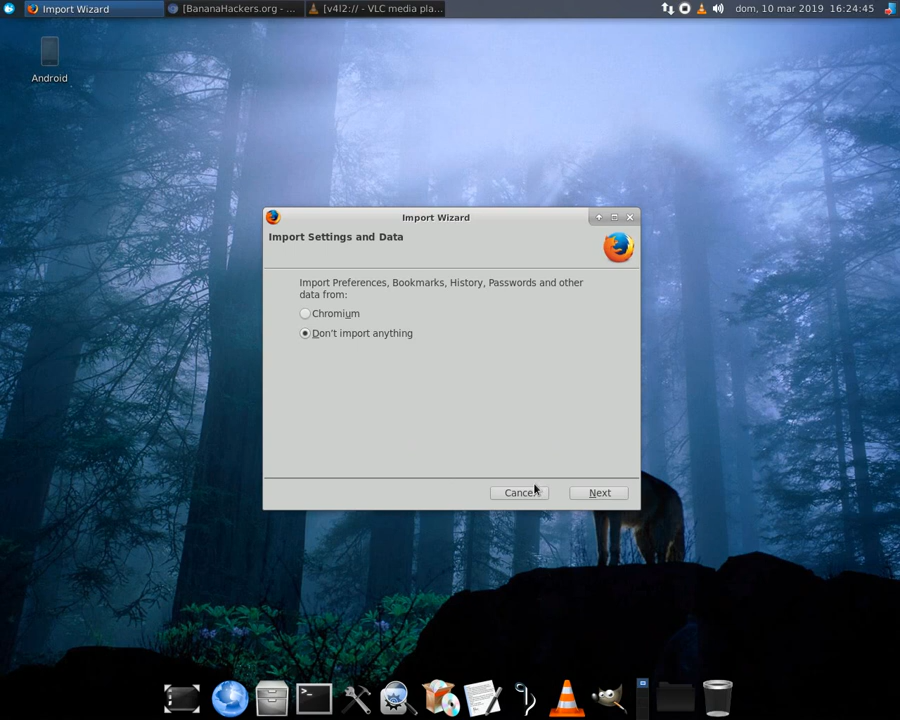 Import Wizard
[BananaHackers.org - ...
[v4l2:// - VLC media pla...
dom, 10 mar 2019 16:24:45
Android
Import Wizard
Import Settings and Data
Import Preferences, Bookmarks, History, Passwords and other
data from:
Chromium
Don't import anything
Cancel
Next